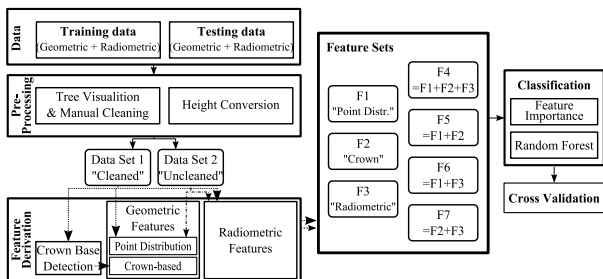 Data
Training data
(Geometric + Radiometric)
Testing data
(Geometric + Radiometric)
Pre-
Processing
Tree Visualition
& Manual Cleaning
Height Conversion
Data Set 1
"Cleaned"
Data Set 2
"Uncleaned"
Feature
Derivation
Crown Base
Detection
Geometric
Features
Point Distribution
Crown-based
Radiometric
Features
Feature Sets
F1
"Point Distr."
F2
"Crown"
F3
"Radiometric"
F4
=F1+F2+F3
F5
=F1+F2
F6
=F1+F3
F7
=F2+F3
Classification
Feature
Importance
Random Forest
Cross Validation